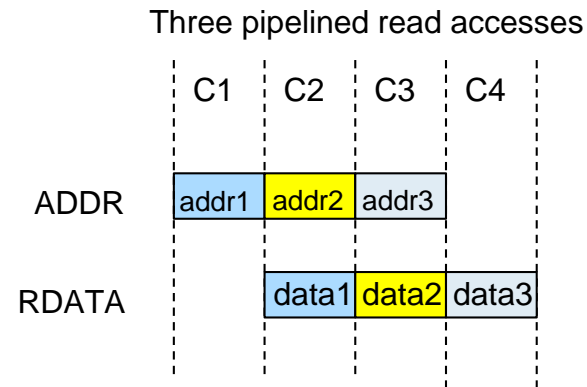 Three pipelined read accesses
C1 C2 C3 C4
ADDR addr1 addr2 addr3
RDATA data1 data2 data3